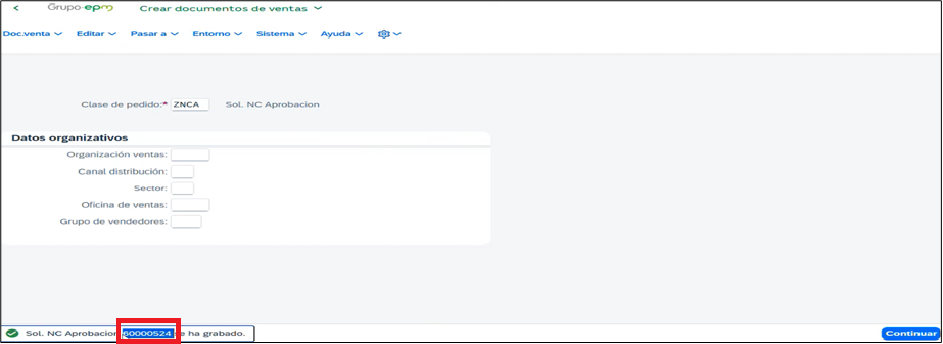 Grupo·epm Crear documentos de ventas
Doc.venta Editar Pasar a Entorno Sistema Ayuda
Clase de pedido:* ZNCA Sol. NC Aprobacion
Datos organizativos
Organización ventas:
Canal distribución:
Sector:
Oficina de ventas:
Grupo de vendedores:
Sol. NC Aprobacion 60000524 se ha grabado. Continuar